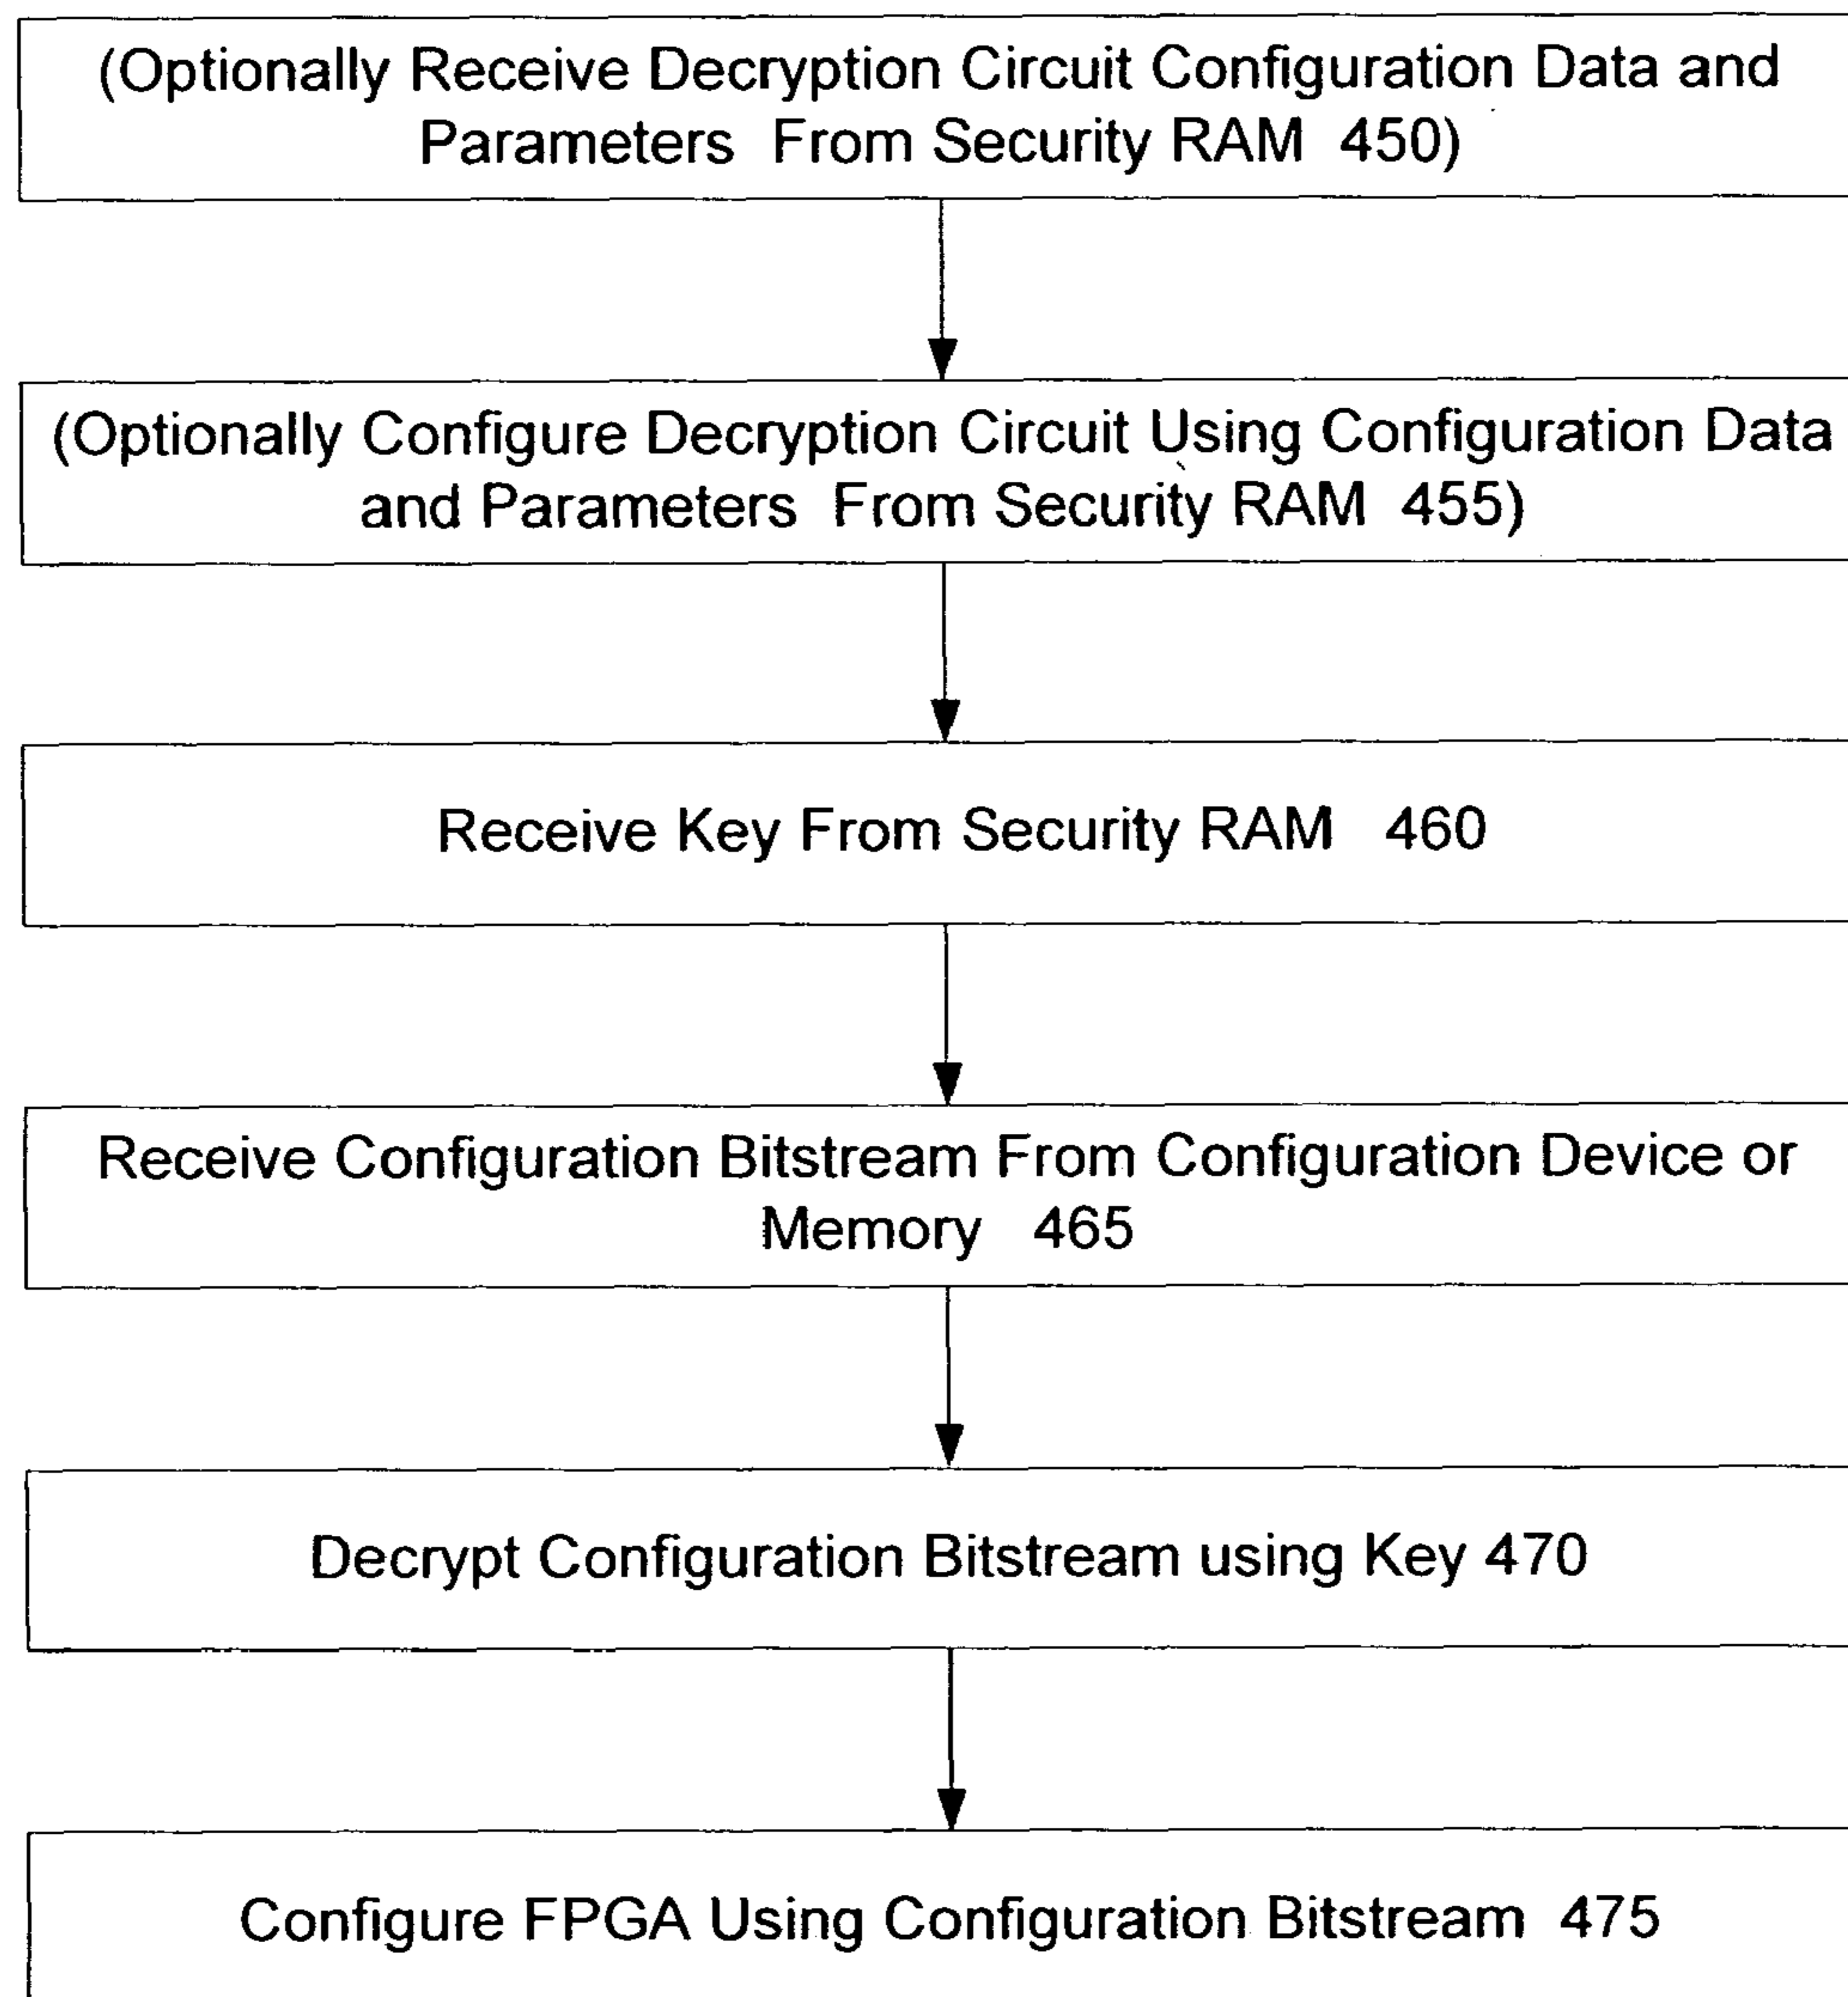 (Optionally Receive Decryption Circuit Configuration Data and
Parameters From Security RAM 450)
(Optionally Configure Decryption Circuit Using Configuration Data
and Parameters From Security RAM 455)
Receive Key From Security RAM 460
Receive Configuration Bitstream From Configuration Device or
Memory 465
Decrypt Configuration Bitstream using Key 470
Configure FPGA Using Configuration Bitstream 475